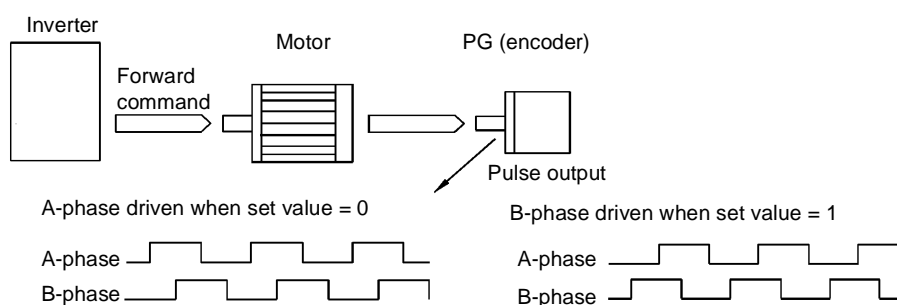 Inverter
Motor
PG (encoder)
Forward
command
Pulse output
A-phase driven when set value = 0
B-phase driven when set value = 1
A-phase
B-phase
A-phase
B-phase